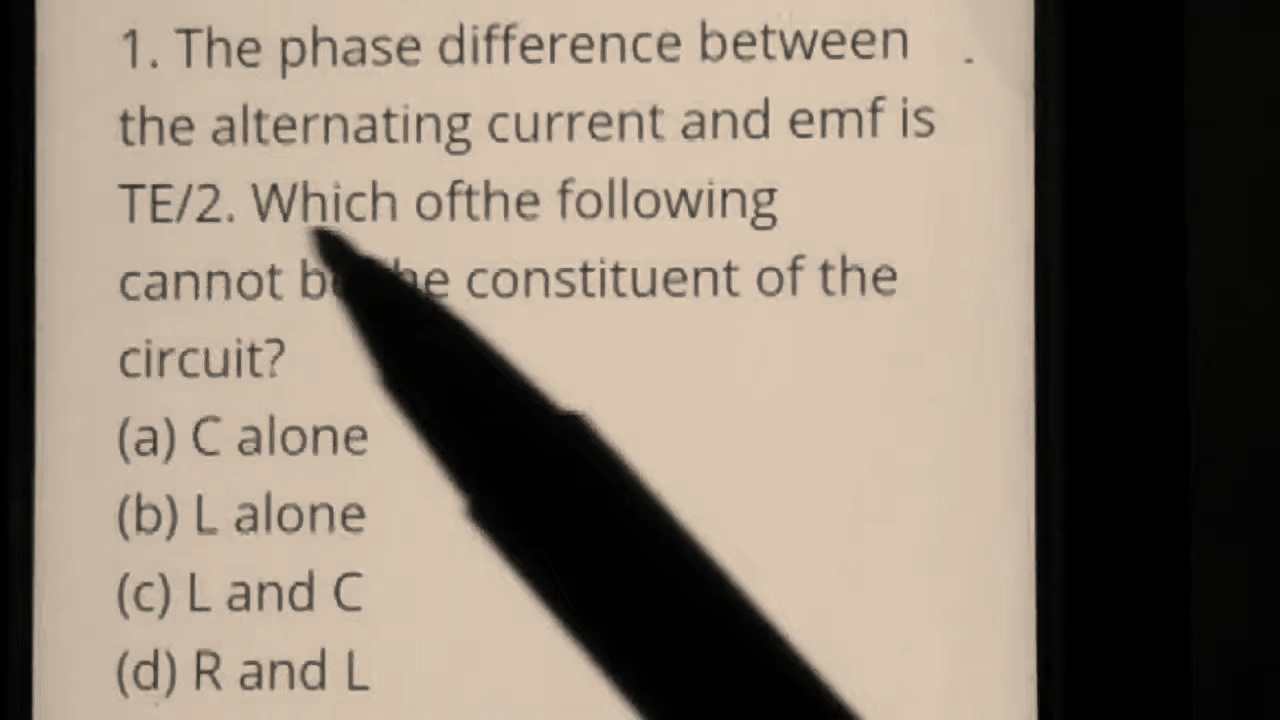 1. The phase difference between
the alternating current and emf is
TE/2. Which ofthe following
cannot constituent of the
circuit?
(a) C alone
(b) L alone
(c) L and C
(d) R and L